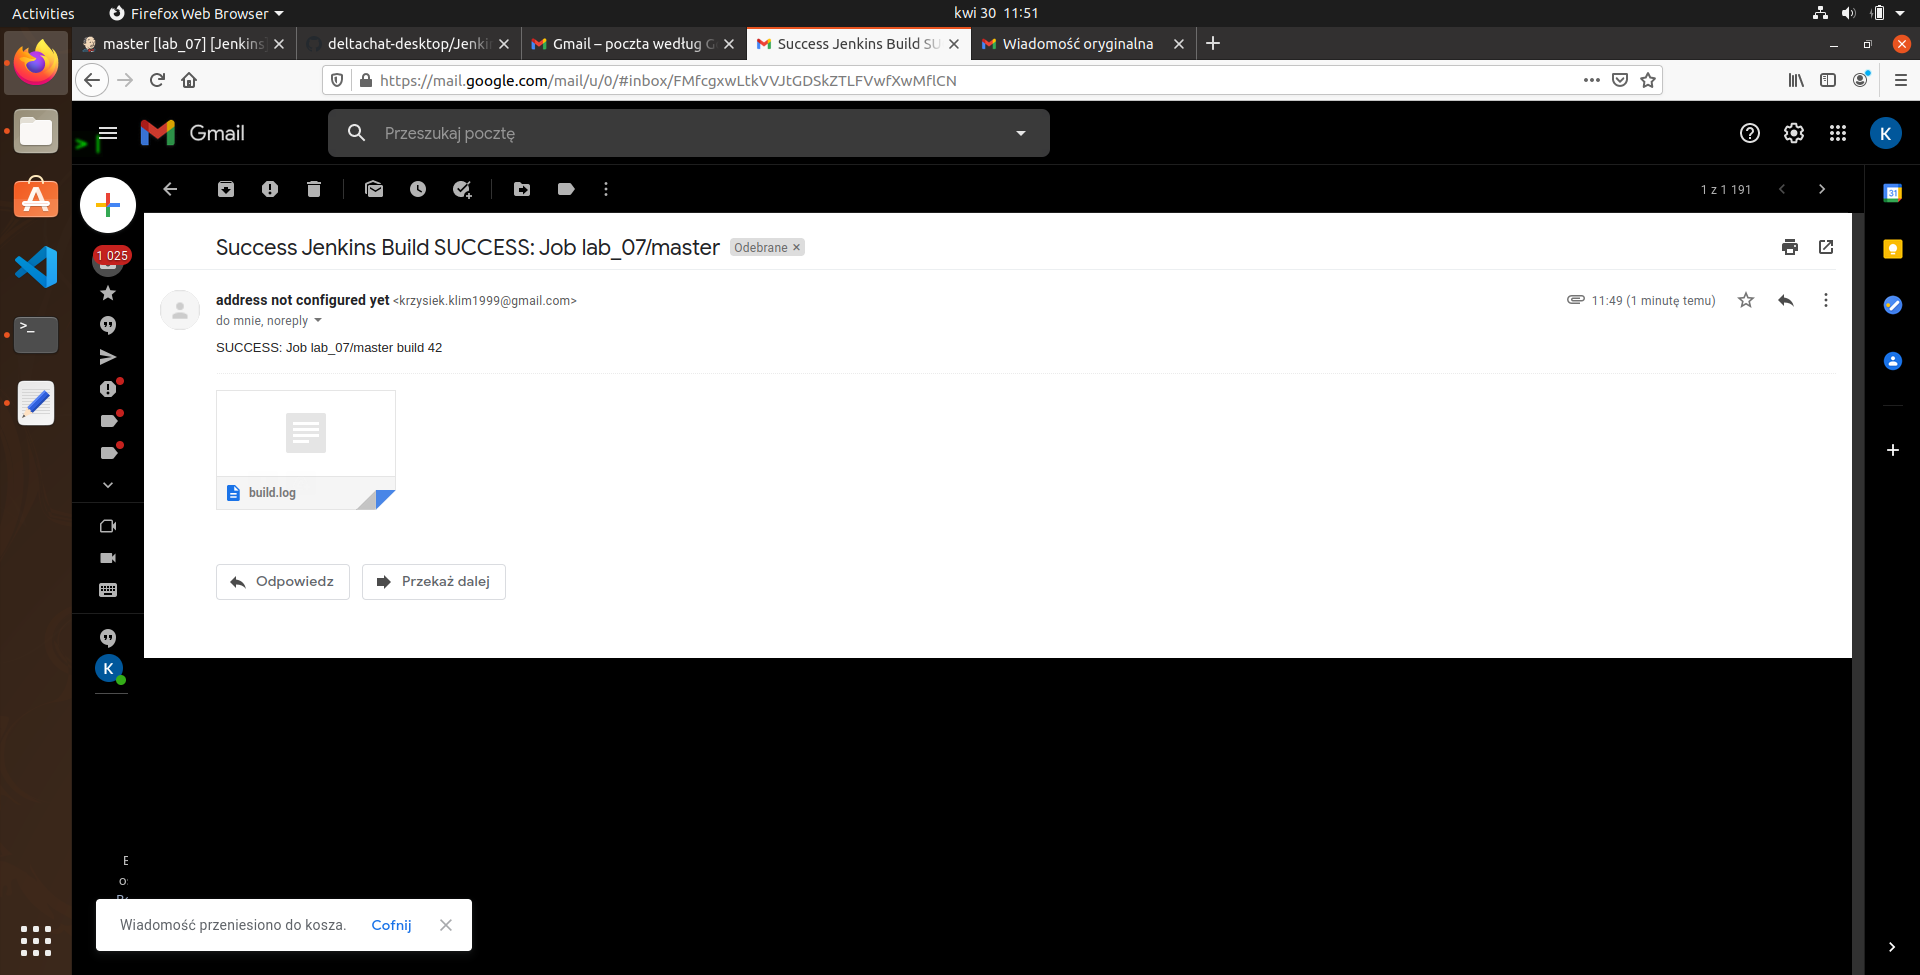 Activities
Firefox Web Browser
kwi 30 11:51
master [lab_07] [Jenkins]
deltachat-desktop/Jenkin
Gmail – poczta według G
Success Jenkins Build SU
Wiadomość oryginalna
https://mail.google.com/mail/u/0/#inbox/FMfcgxwLtkVVJtGDSkZTLFVwfXwMflCN
Gmail
Przeszukaj pocztę
K
1 z 1 191
31
1 025
Success Jenkins Build SUCCESS: Job lab_07/master
Odebrane
address not configured yet <krzysiek.klim1999@gmail.com>
11:49 (1 minutę temu)
do mnie, noreply
SUCCESS: Job lab_07/master build 42
build.log
Odpowiedz
Przekaż dalej
K
Wiadomość przeniesiono do kosza.
Cofnij